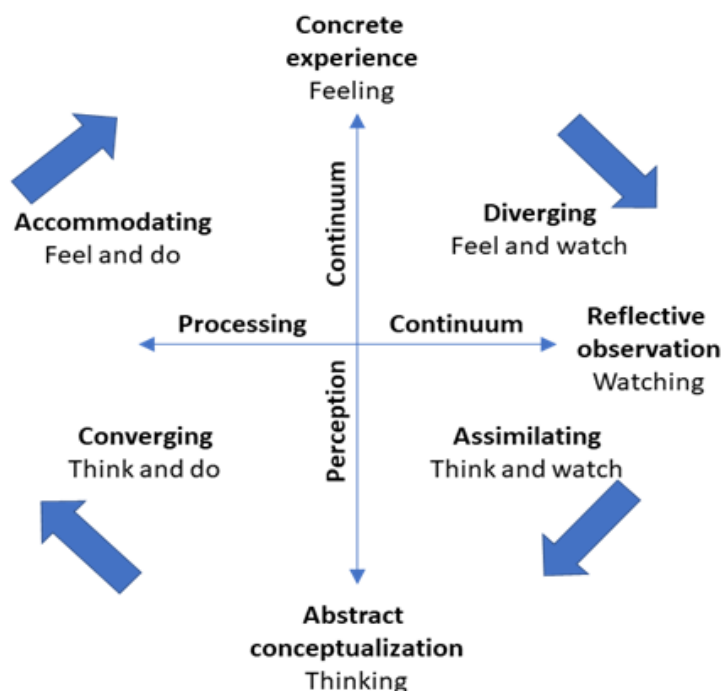 Concrete
experience
Feeling
Accommodating
Feel and do
Continuum
Diverging
Feel and watch
Processing
Continuum
Reflective
observation
Watching
Perception
Converging
Think and do
Assimilating
Think and watch
Abstract
conceptualization
Thinking